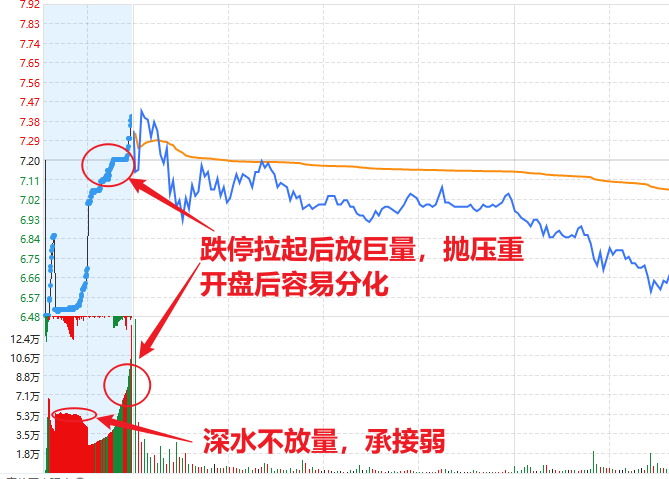 7.92
7.83
7.74
7.65
7.56
7.47
7.38
7.29
7.20
7.11
7.02
6.93
6.84
6.75
6.66
6.57
6.48
12.4万
10.6万
8.8万
7.1万
5.3万
3.5万
1.8万
跌停拉起后放巨量，抛压重
开盘后容易分化
深水不放量，承接弱